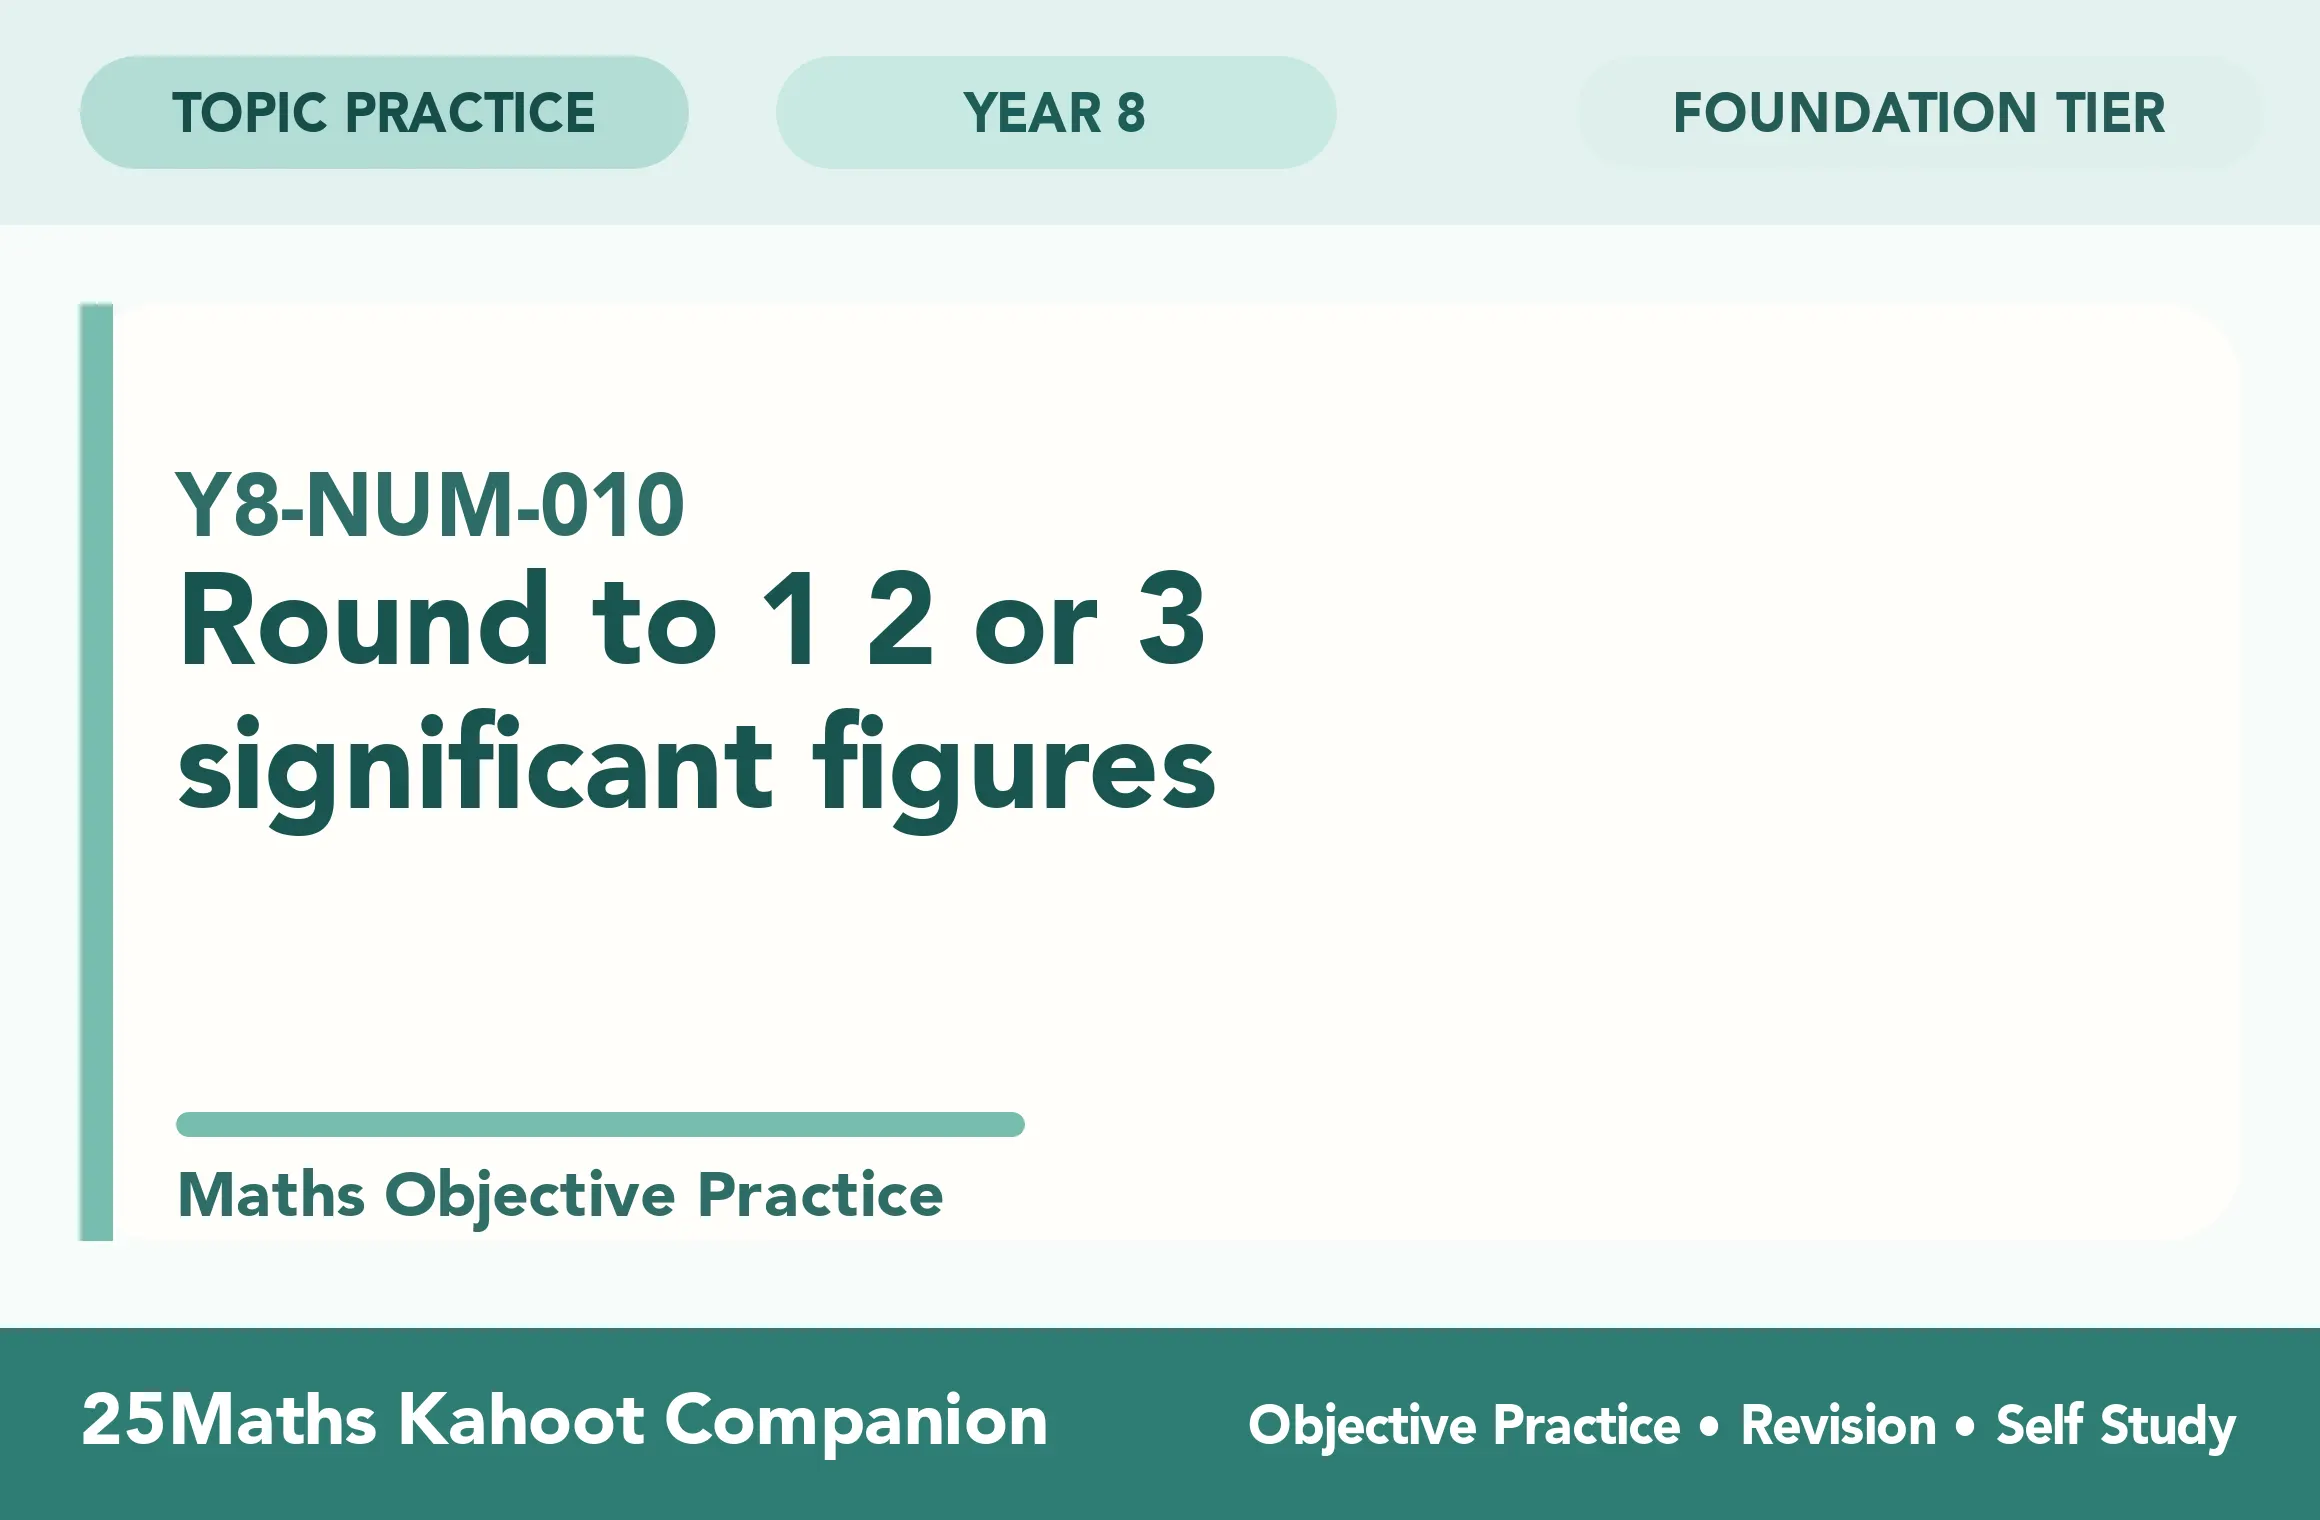 TOPIC PRACTICE
YEAR 8
FOUNDATION TIER
Y8-NUM-010
Round to 1 2 or 3
significant figures
Maths Objective Practice
25Maths Kahoot Companion
Objective Practice • Revision • Self Study